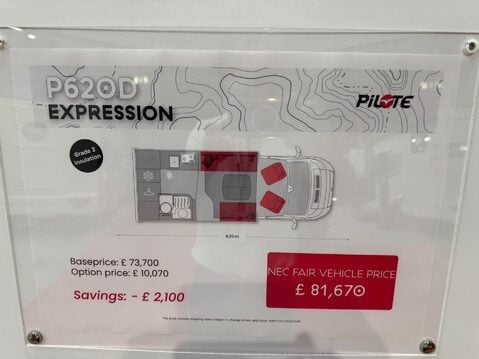 P620D
EXPRESSION
PiLOTE
Grade 3
insulation
6,20 m
Baseprice: £ 73,700
Option price: £ 10,070
Savings: - £ 2,100
NEC FAIR VEHICLE PRICE
£ 81,670